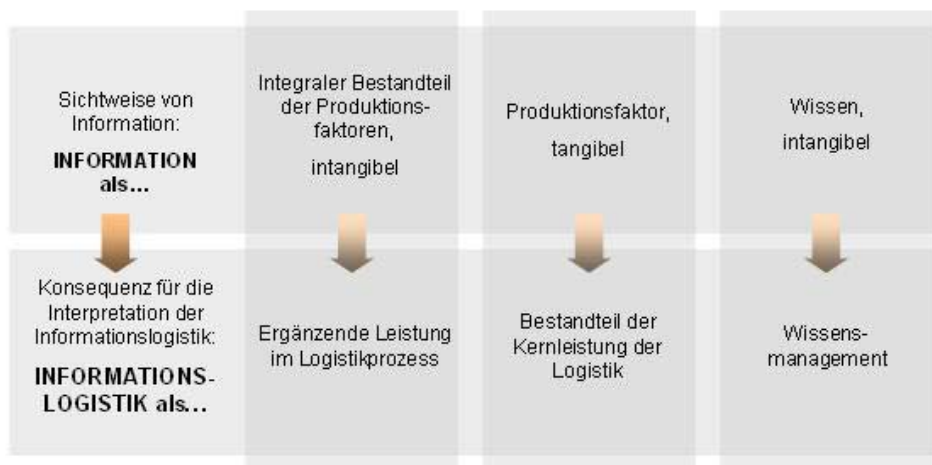 Sichtweise von
Information:
INFORMATION
als...
Integraler Bestandteil
der Produktions-
faktoren,
intangibel
Produktionsfaktor,
tangibel
Wissen,
intangibel
Konsequenz für die
Interpretation der
Informationslogistik:
INFORMATIONS-
LOGISTIK als...
Ergänzende Leistung
im Logistikprozess
Bestandteil der
Kernleistung der
Logistik
Wissens-
management